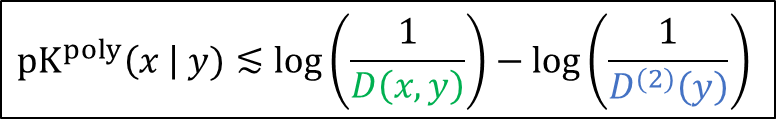 pK^poly(x | y) ≲ log(1/D(x, y)) − log(1/D^(2)(y))